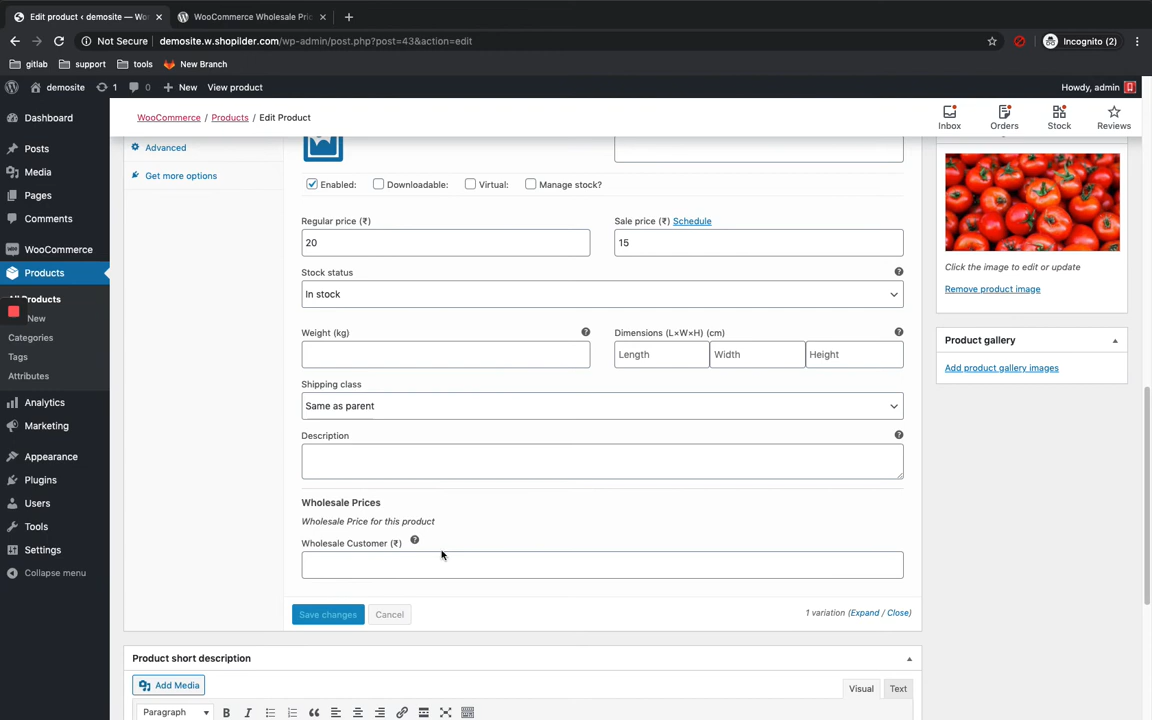 Edit product ‹ demosite — Wo
WooCommerce Wholesale Pric
Not Secure
demosite.w.shopilder.com/wp-admin/post.php?post=43&action=edit
Incognito (2)
gitlab
support
tools
New Branch
demosite
1
0
New
View product
Howdy, admin
WooCommerce / Products / Edit Product
Inbox
Orders
Stock
Reviews
Dashboard
Posts
Media
Pages
Comments
WooCommerce
Products
All Products
New
Categories
Tags
Attributes
Analytics
Marketing
Appearance
Plugins
Users
Tools
Settings
Collapse menu
Advanced
Get more options
Enabled:
Downloadable:
Virtual:
Manage stock?
Regular price (₹)
Sale price (₹) Schedule
20
15
Stock status
In stock
Weight (kg)
Dimensions (L×W×H) (cm)
Length
Width
Height
Shipping class
Same as parent
Description
Wholesale Prices
Wholesale Price for this product
Wholesale Customer (₹)
Save changes
Cancel
1 variation (Expand / Close)
Product short description
Add Media
Visual
Text
Paragraph
Click the image to edit or update
Remove product image
Product gallery
Add product gallery images